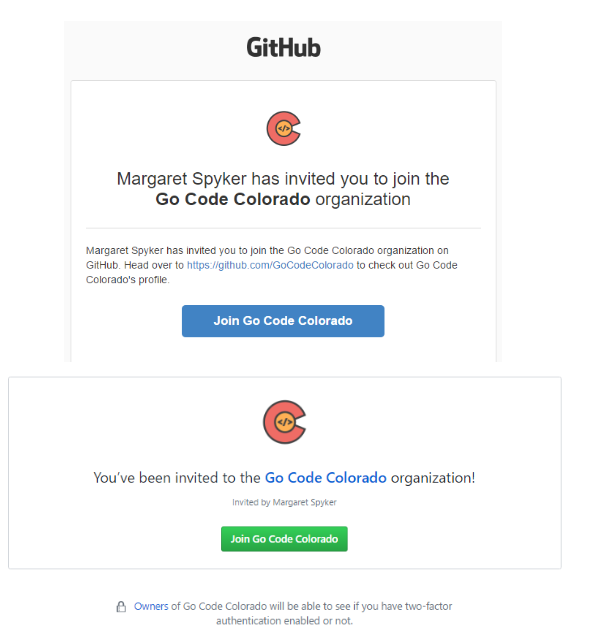 GitHub
</>
Margaret Spyker has invited you to join the
Go Code Colorado organization
Margaret Spyker has invited you to join the Go Code Colorado organization on
GitHub. Head over to https://github.com/GoCodeColorado to check out Go Code
Colorado's profile.
Join Go Code Colorado
</>
You’ve been invited to the Go Code Colorado organization!
Invited by Margaret Spyker
Join Go Code Colorado
Owners of Go Code Colorado will be able to see if you have two-factor
authentication enabled or not.